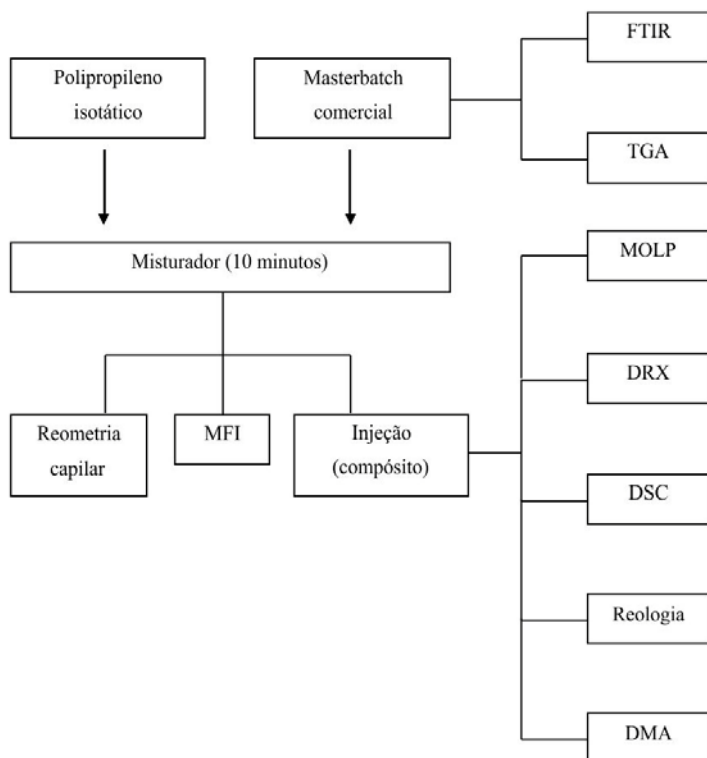 FTIR
Polipropileno
isotático
Masterbatch
comercial
TGA
Misturador (10 minutos)
MOLP
DRX
Reometria
capilar
MFI
Injeção
(compósito)
DSC
Reologia
DMA